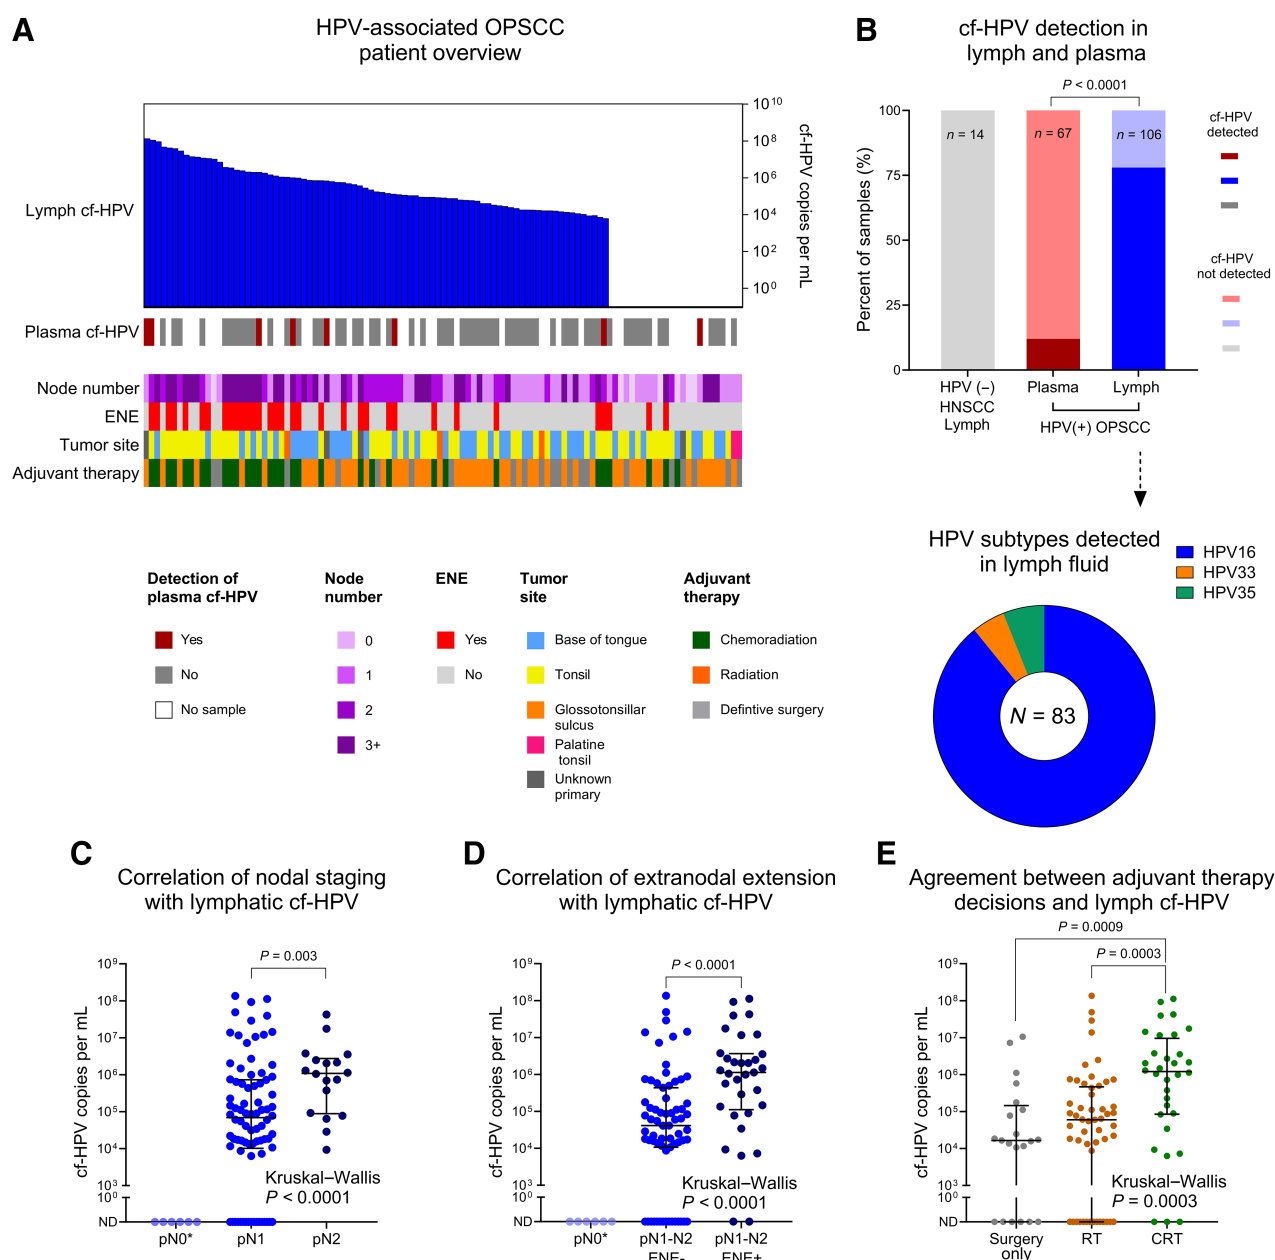 A
HPV-associated OPSCC
patient overview
10¹⁰
10⁸
10⁶
10⁴
10²
10⁰
cf-HPV copies per mL
Lymph cf-HPV
Plasma cf-HPV
Node number
ENE
Tumor site
Adjuvant therapy
Detection of
plasma cf-HPV
Yes
No
No sample
Node
number
0
1
2
3+
ENE
Yes
No
Tumor
site
Base of tongue
Tonsil
Glossotonsillar
sulcus
Palatine
tonsil
Unknown
primary
Adjuvant
therapy
Chemoradiation
Radiation
Defintive surgery
B
cf-HPV detection in
lymph and plasma
P < 0.0001
Percent of samples (%)
100
75
50
25
0
n = 14
n = 67
n = 106
HPV (–)
HNSCC
Lymph
Plasma
Lymph
HPV(+) OPSCC
cf-HPV
detected
cf-HPV
not detected
HPV subtypes detected
in lymph fluid
HPV16
HPV33
HPV35
N = 83
C
Correlation of nodal staging
with lymphatic cf-HPV
P = 0.003
cf-HPV copies per mL
10⁹
10⁸
10⁷
10⁶
10⁵
10⁴
10³
10⁰
ND
Kruskal–Wallis
P < 0.0001
pN0*
pN1
pN2
D
Correlation of extranodal extension
with lymphatic cf-HPV
P < 0.0001
cf-HPV copies per mL
10⁹
10⁸
10⁷
10⁶
10⁵
10⁴
10³
10⁰
ND
Kruskal–Wallis
P < 0.0001
pN0*
pN1-N2
ENE-
pN1-N2
ENE+
E
Agreement between adjuvant therapy
decisions and lymph cf-HPV
P = 0.0009
P = 0.0003
cf-HPV copies per mL
10⁹
10⁸
10⁷
10⁶
10⁵
10⁴
10³
10⁰
ND
Kruskal–Wallis
P = 0.0003
Surgery
only
RT
CRT